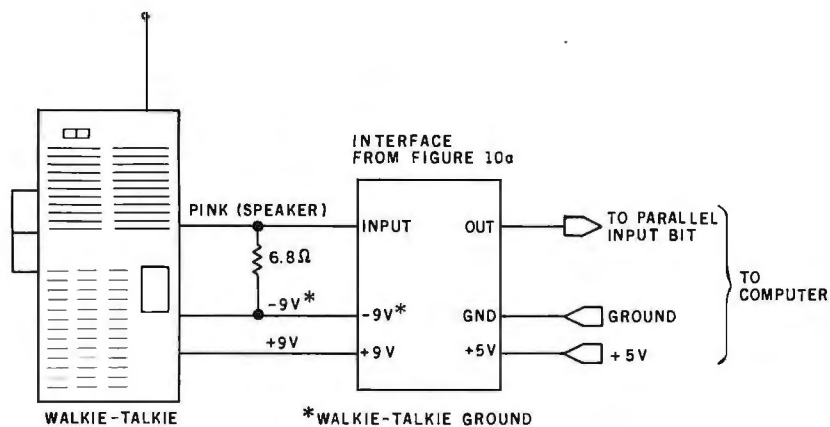 INTERFACE
FROM FIGURE 10a
PINK (SPEAKER)
INPUT
OUT
TO PARALLEL
INPUT BIT
6.8Ω
TO
COMPUTER
-9V*
-9V*
GND
GROUND
+9V
+9V
+5V
+5V
WALKIE-TALKIE
*WALKIE-TALKIE GROUND